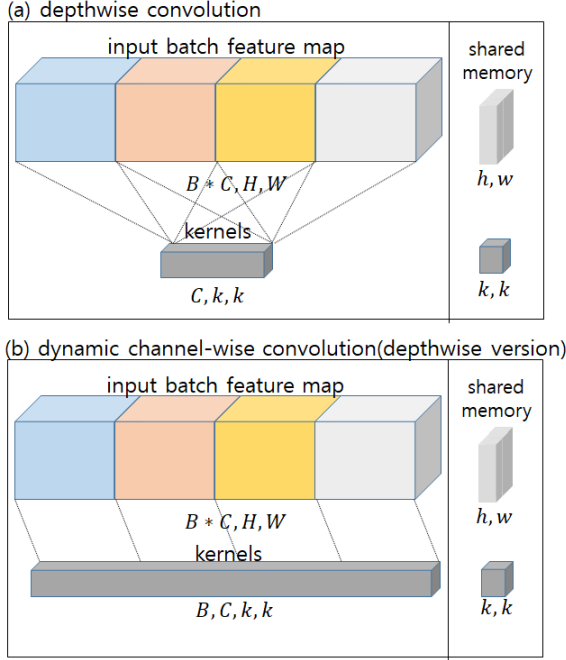 (a) depthwise convolution
input batch feature map
shared
memory
B * C, H, W
h, w
kernels
C, k, k
k, k
(b) dynamic channel-wise convolution(depthwise version)
input batch feature map
shared
memory
B * C, H, W
h, w
kernels
B, C, k, k
k, k